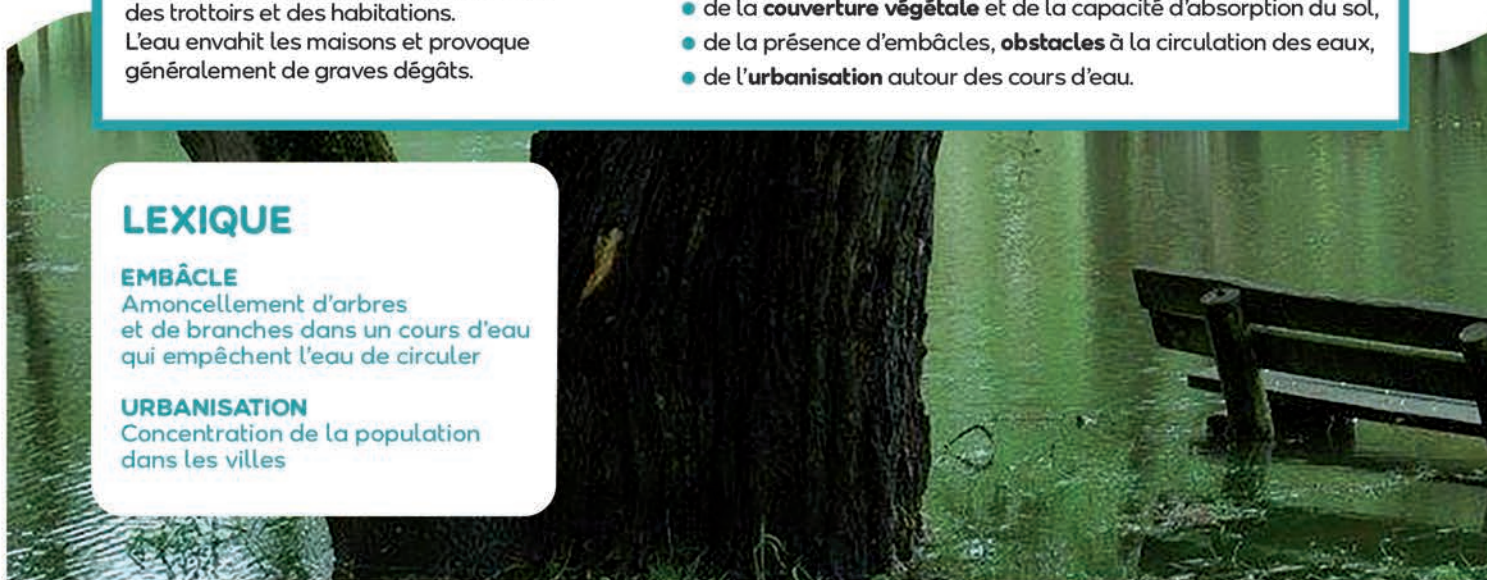 des trottoirs et des habitations.
L'eau envahit les maisons et provoque
généralement de graves dégâts.
• de la couverture végétale et de la capacité d'absorption du sol,
• de la présence d'embâcles, obstacles à la circulation des eaux,
• de l'urbanisation autour des cours d'eau.
LEXIQUE
EMBÂCLE
Amoncellement d'arbres
et de branches dans un cours d'eau
qui empêchent l'eau de circuler
URBANISATION
Concentration de la population
dans les villes